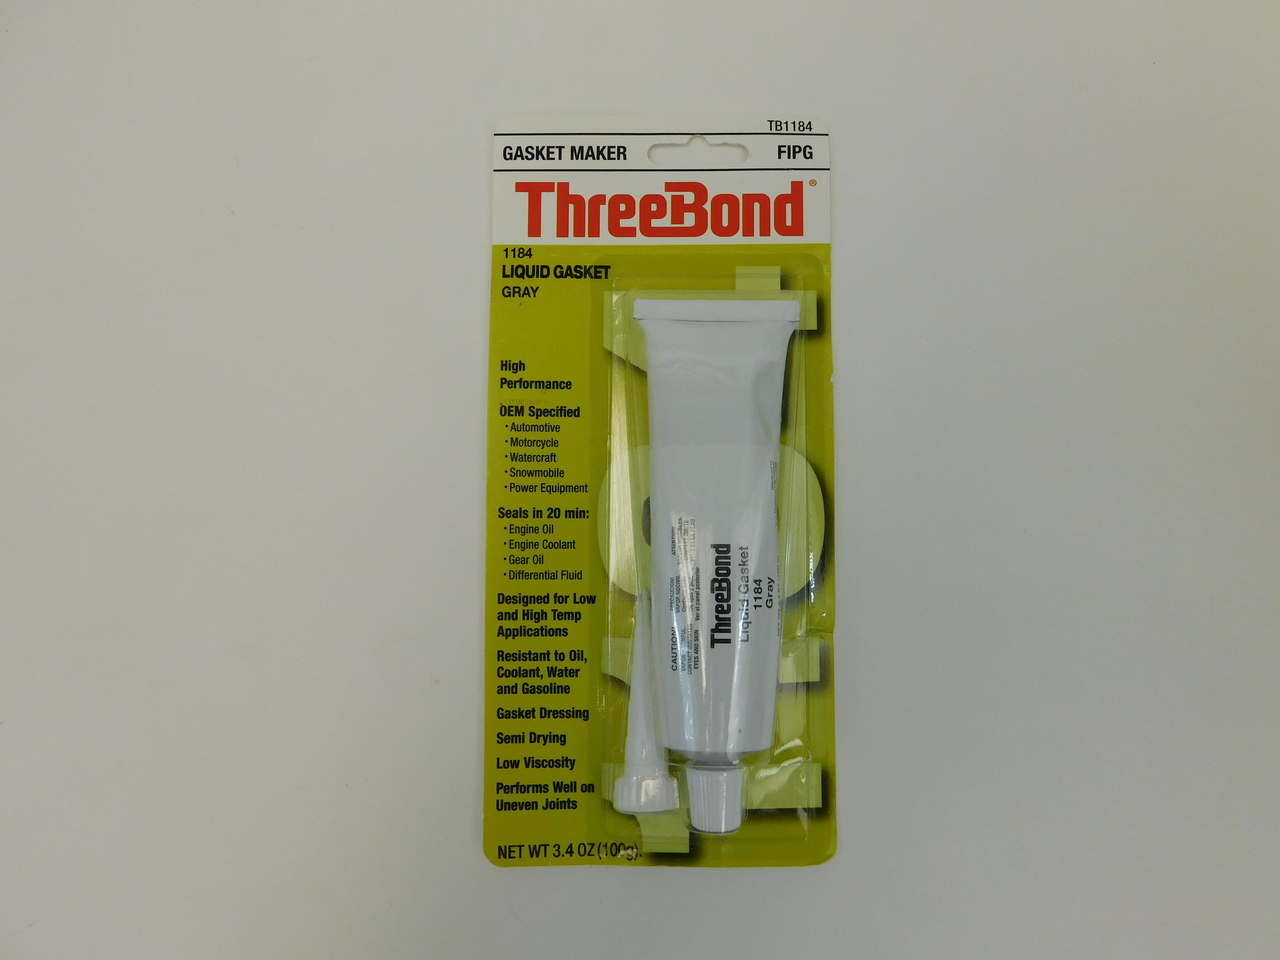 TB1184
GASKET MAKER FIPG
ThreeBond®
1184
LIQUID GASKET
GRAY
High
Performance
OEM Specified
• Automotive
• Motorcycle
• Watercraft
• Snowmobile
• Power Equipment
Seals in 20 min:
• Engine Oil
• Engine Coolant
• Gear Oil
• Differential Fluid
Designed for Low
and High Temp
Applications
Resistant to Oil,
Coolant, Water
and Gasoline
Gasket Dressing
Semi Drying
Low Viscosity
Performs Well on
Uneven Joints
NET WT 3.4 OZ (100g).
ThreeBond
Liquid Gasket
1184
Gray
CAUTION!
EYES AND SKIN